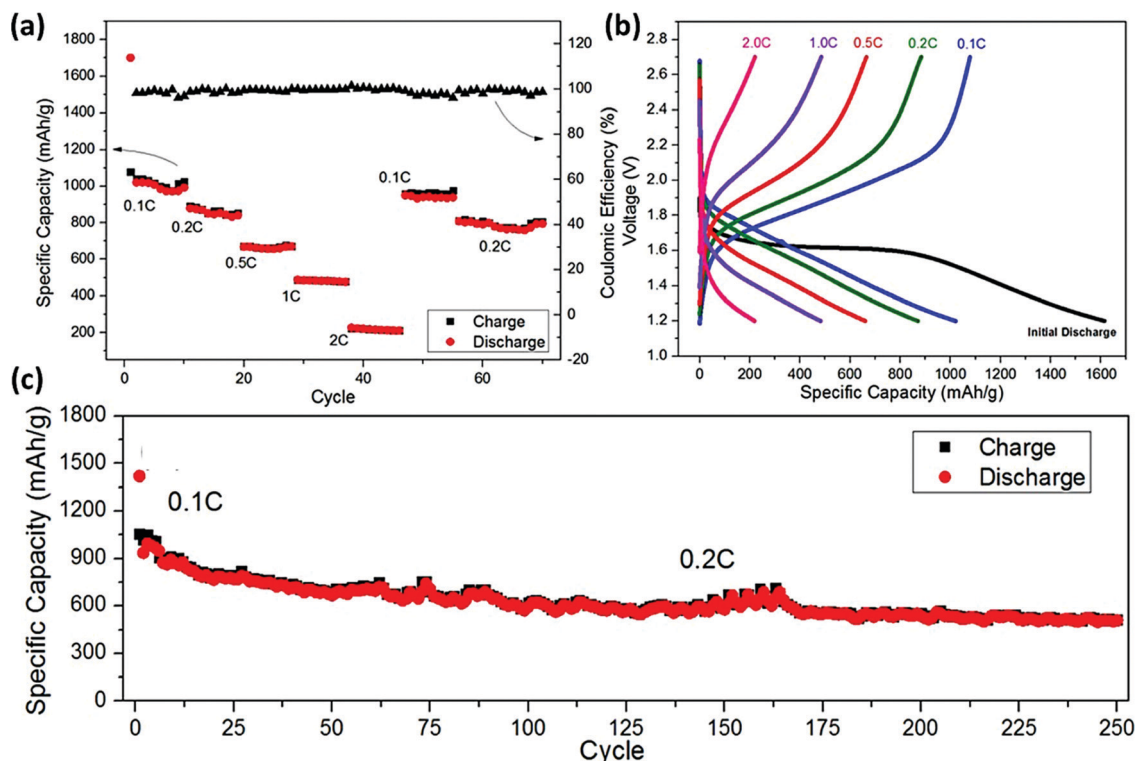 (a)
1800
1600
1400
1200
1000
800
600
400
200
Specific Capacity (mAh/g)
120
100
80
60
40
20
0
-20
Coulomic Efficiency (%)
0.1C
0.2C
0.5C
1C
2C
0.1C
0.2C
Charge
Discharge
0 20 40 60
Cycle
(b)
2.8
2.6
2.4
2.2
2.0
1.8
1.6
1.4
1.2
1.0
Voltage (V)
2.0C 1.0C 0.5C 0.2C 0.1C
Initial Discharge
0 200 400 600 800 1000 1200 1400 1600
Specific Capacity (mAh/g)
(c)
1800
1500
1200
900
600
300
0
Specific Capacity (mAh/g)
0.1C
0.2C
Charge
Discharge
0 25 50 75 100 125 150 175 200 225 250
Cycle